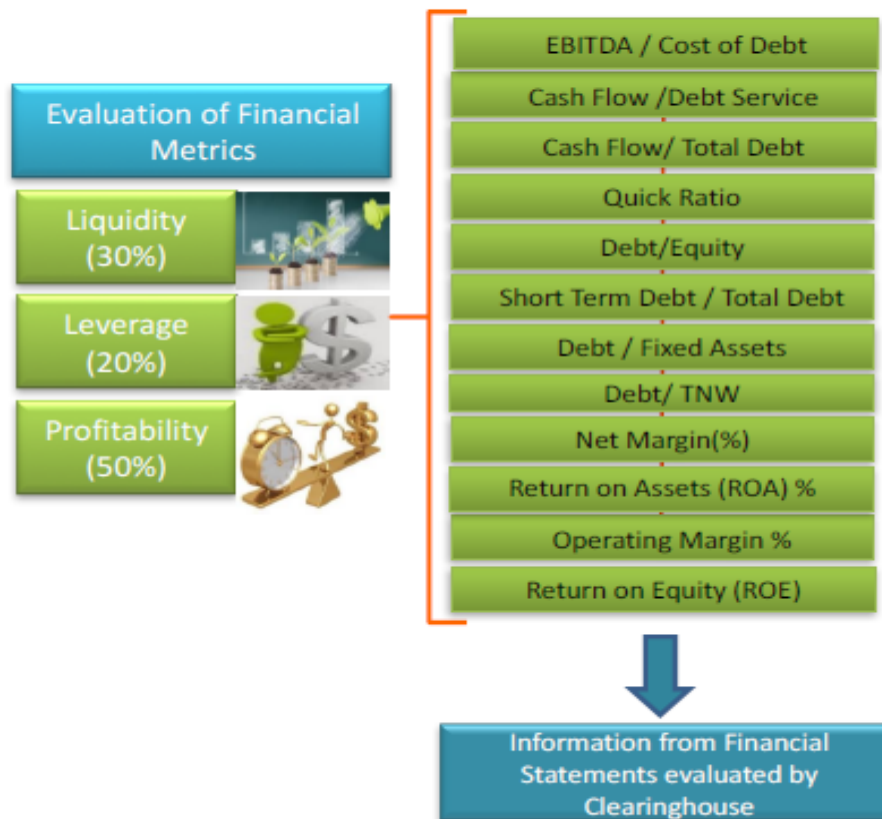 Evaluation of Financial
Metrics
Liquidity
(30%)
Leverage
(20%)
Profitability
(50%)
EBITDA / Cost of Debt
Cash Flow /Debt Service
Cash Flow/ Total Debt
Quick Ratio
Debt/Equity
Short Term Debt / Total Debt
Debt / Fixed Assets
Debt/ TNW
Net Margin(%)
Return on Assets (ROA) %
Operating Margin %
Return on Equity (ROE)
Information from Financial
Statements evaluated by
Clearinghouse